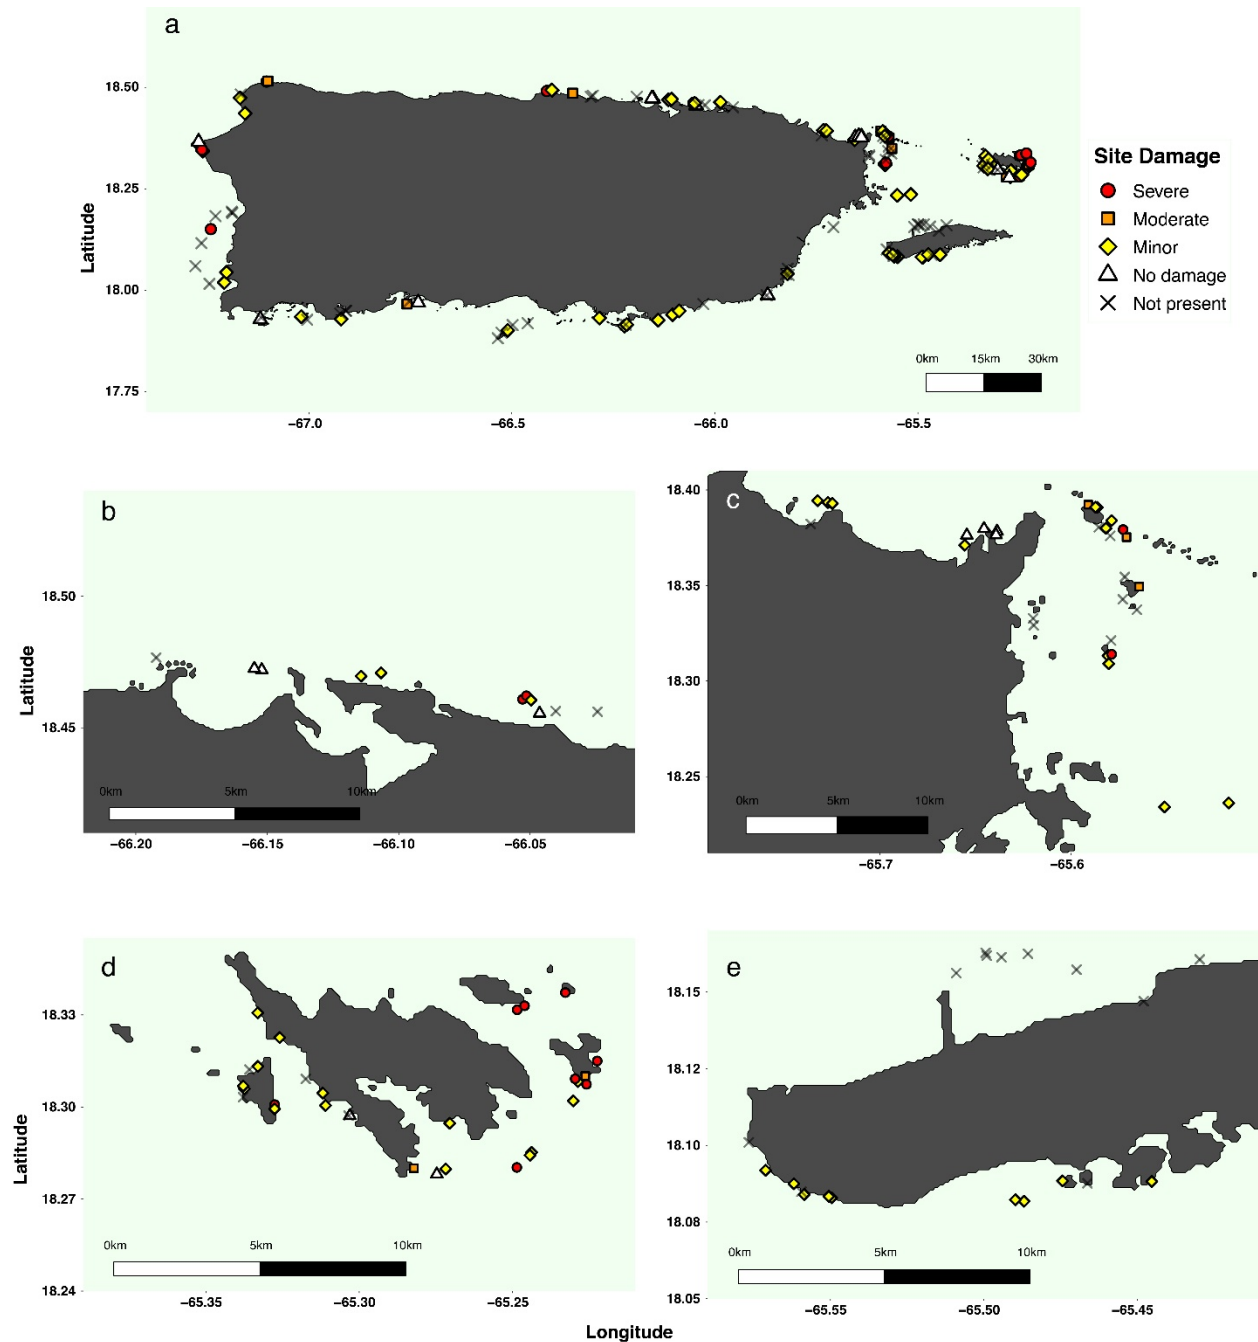 a
18.50
18.25
18.00
17.75
Latitude
−67.0
−66.5
−66.0
−65.5
0km
15km
30km
Site Damage
Severe
Moderate
Minor
No damage
Not present
b
18.50
18.45
Latitude
0km
5km
10km
−66.20
−66.15
−66.10
−66.05
c
18.40
18.35
18.30
18.25
0km
5km
10km
−65.7
−65.6
d
18.33
18.30
18.27
18.24
Latitude
0km
5km
10km
−65.35
−65.30
−65.25
e
18.15
18.12
18.10
18.08
18.05
0km
5km
10km
−65.55
−65.50
−65.45
Longitude